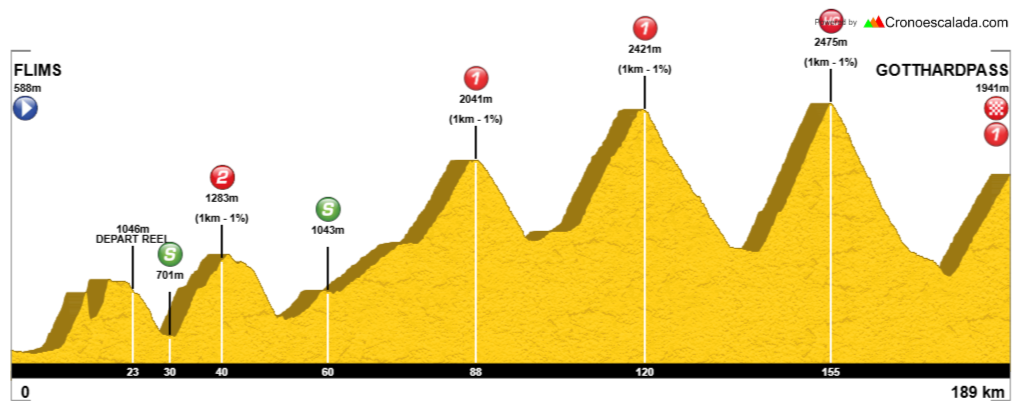 Powered by Cronoescalada.com
FLIMS
588m
1046m
DEPART REEL
S
701m
2
1283m
(1km - 1%)
S
1043m
1
2041m
(1km - 1%)
1
2421m
(1km - 1%)
HC
2475m
(1km - 1%)
GOTTHARDPASS
1941m
1
23 30 40 60 88 120 155
0 189 km